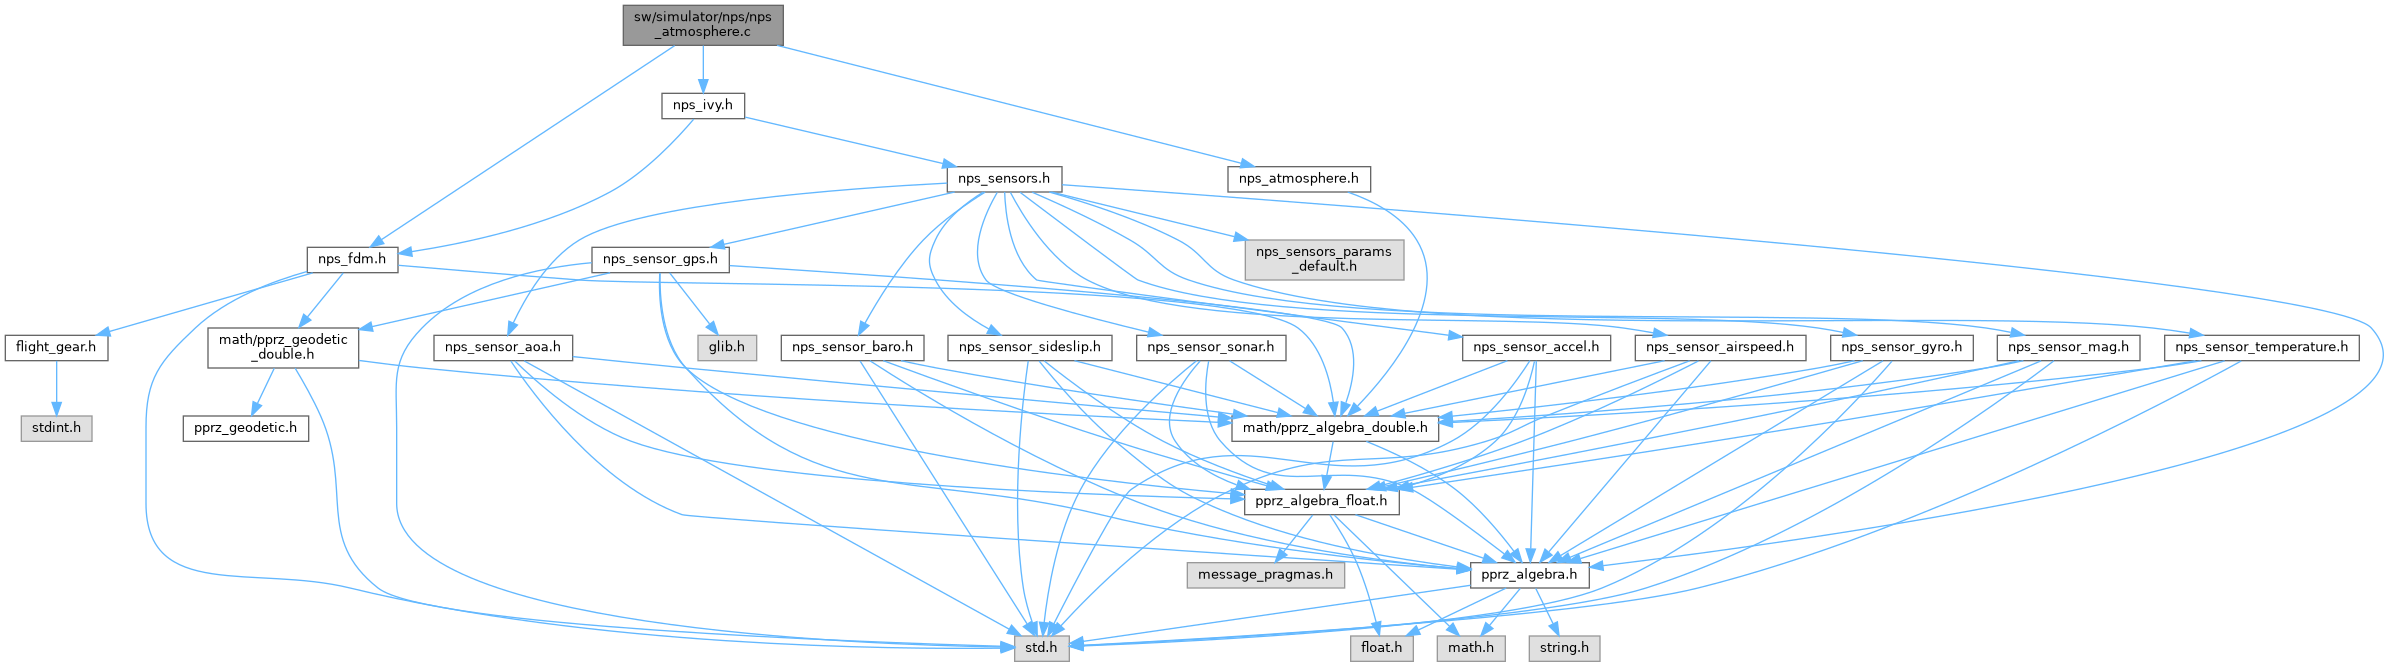 sw/simulator/nps/nps
_atmosphere.c
nps_ivy.h
nps_sensors.h
nps_atmosphere.h
nps_fdm.h
nps_sensor_gps.h
nps_sensors_params
_default.h
flight_gear.h
math/pprz_geodetic
_double.h
nps_sensor_aoa.h
glib.h
nps_sensor_baro.h
nps_sensor_sideslip.h
nps_sensor_sonar.h
nps_sensor_accel.h
nps_sensor_airspeed.h
nps_sensor_gyro.h
nps_sensor_mag.h
nps_sensor_temperature.h
stdint.h
pprz_geodetic.h
math/pprz_algebra_double.h
pprz_algebra_float.h
message_pragmas.h
pprz_algebra.h
std.h
float.h
math.h
string.h